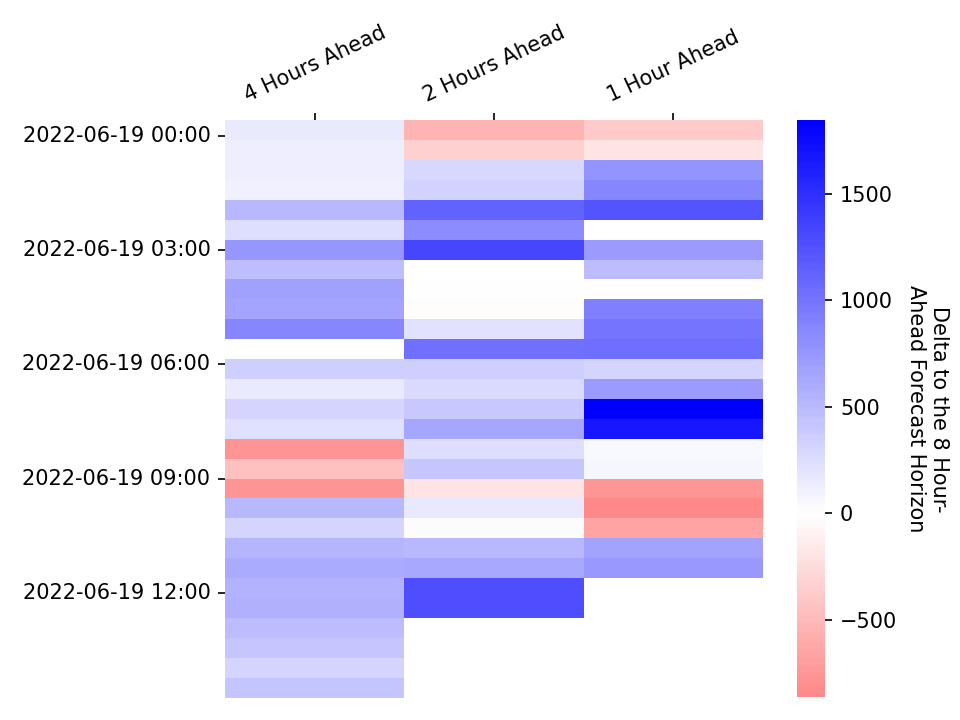 4 Hours Ahead
2 Hours Ahead
1 Hour Ahead
2022-06-19 00:00
2022-06-19 03:00
2022-06-19 06:00
2022-06-19 09:00
2022-06-19 12:00
1500
1000
500
0
−500
Delta to the 8 Hour-
Ahead Forecast Horizon